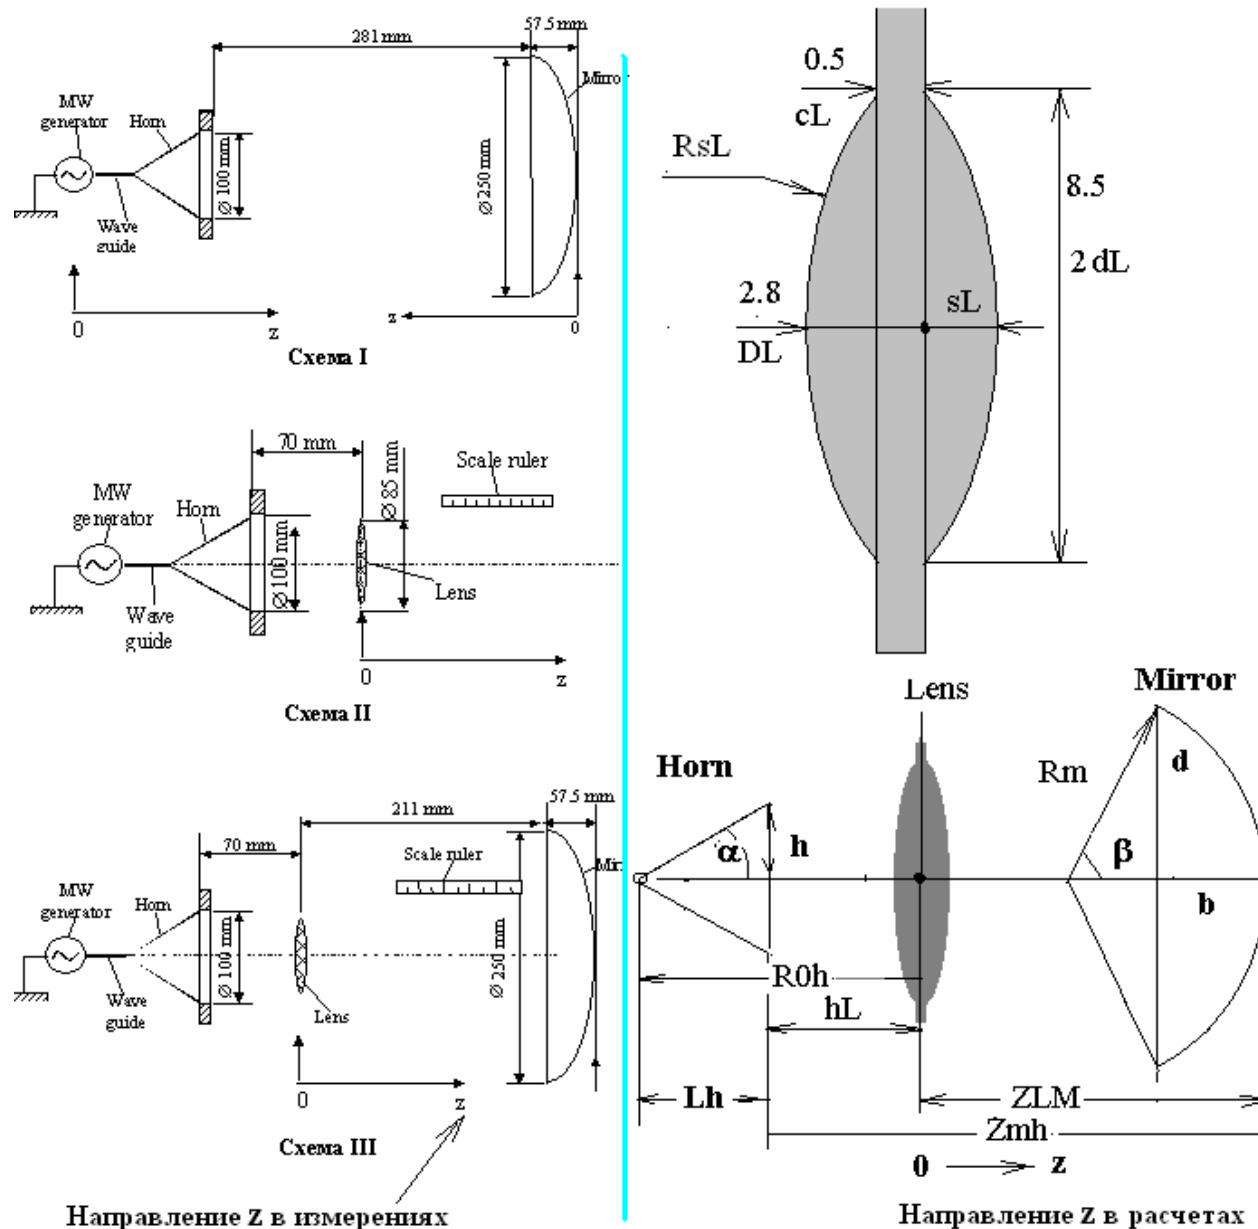 281 mm
57.5 mm
MW
generator
Horn
Ø 100 mm
Wave
guide
Ø 250 mm
Mirro
0
z
z
0
Схема I
70 mm
Ø 85 mm
Scale ruler
MW
generator
Horn
Ø 100 mm
Lens
Wave
guide
0
z
Схема II
57.5 mm
211 mm
70 mm
Scale ruler
Mir
MW
generator
Horn
Ø 100 mm
Ø 250 mm
Wave
guide
Lens
0
z
Схема III
Направление Z в измерениях
0.5
cL
RsL
8.5
2 dL
2.8
sL
DL
Lens
Mirror
Horn
Rm
d
α
h
β
b
R0h
hL
Lh
ZLM
Zmh
0
z
Направление Z в расчетах